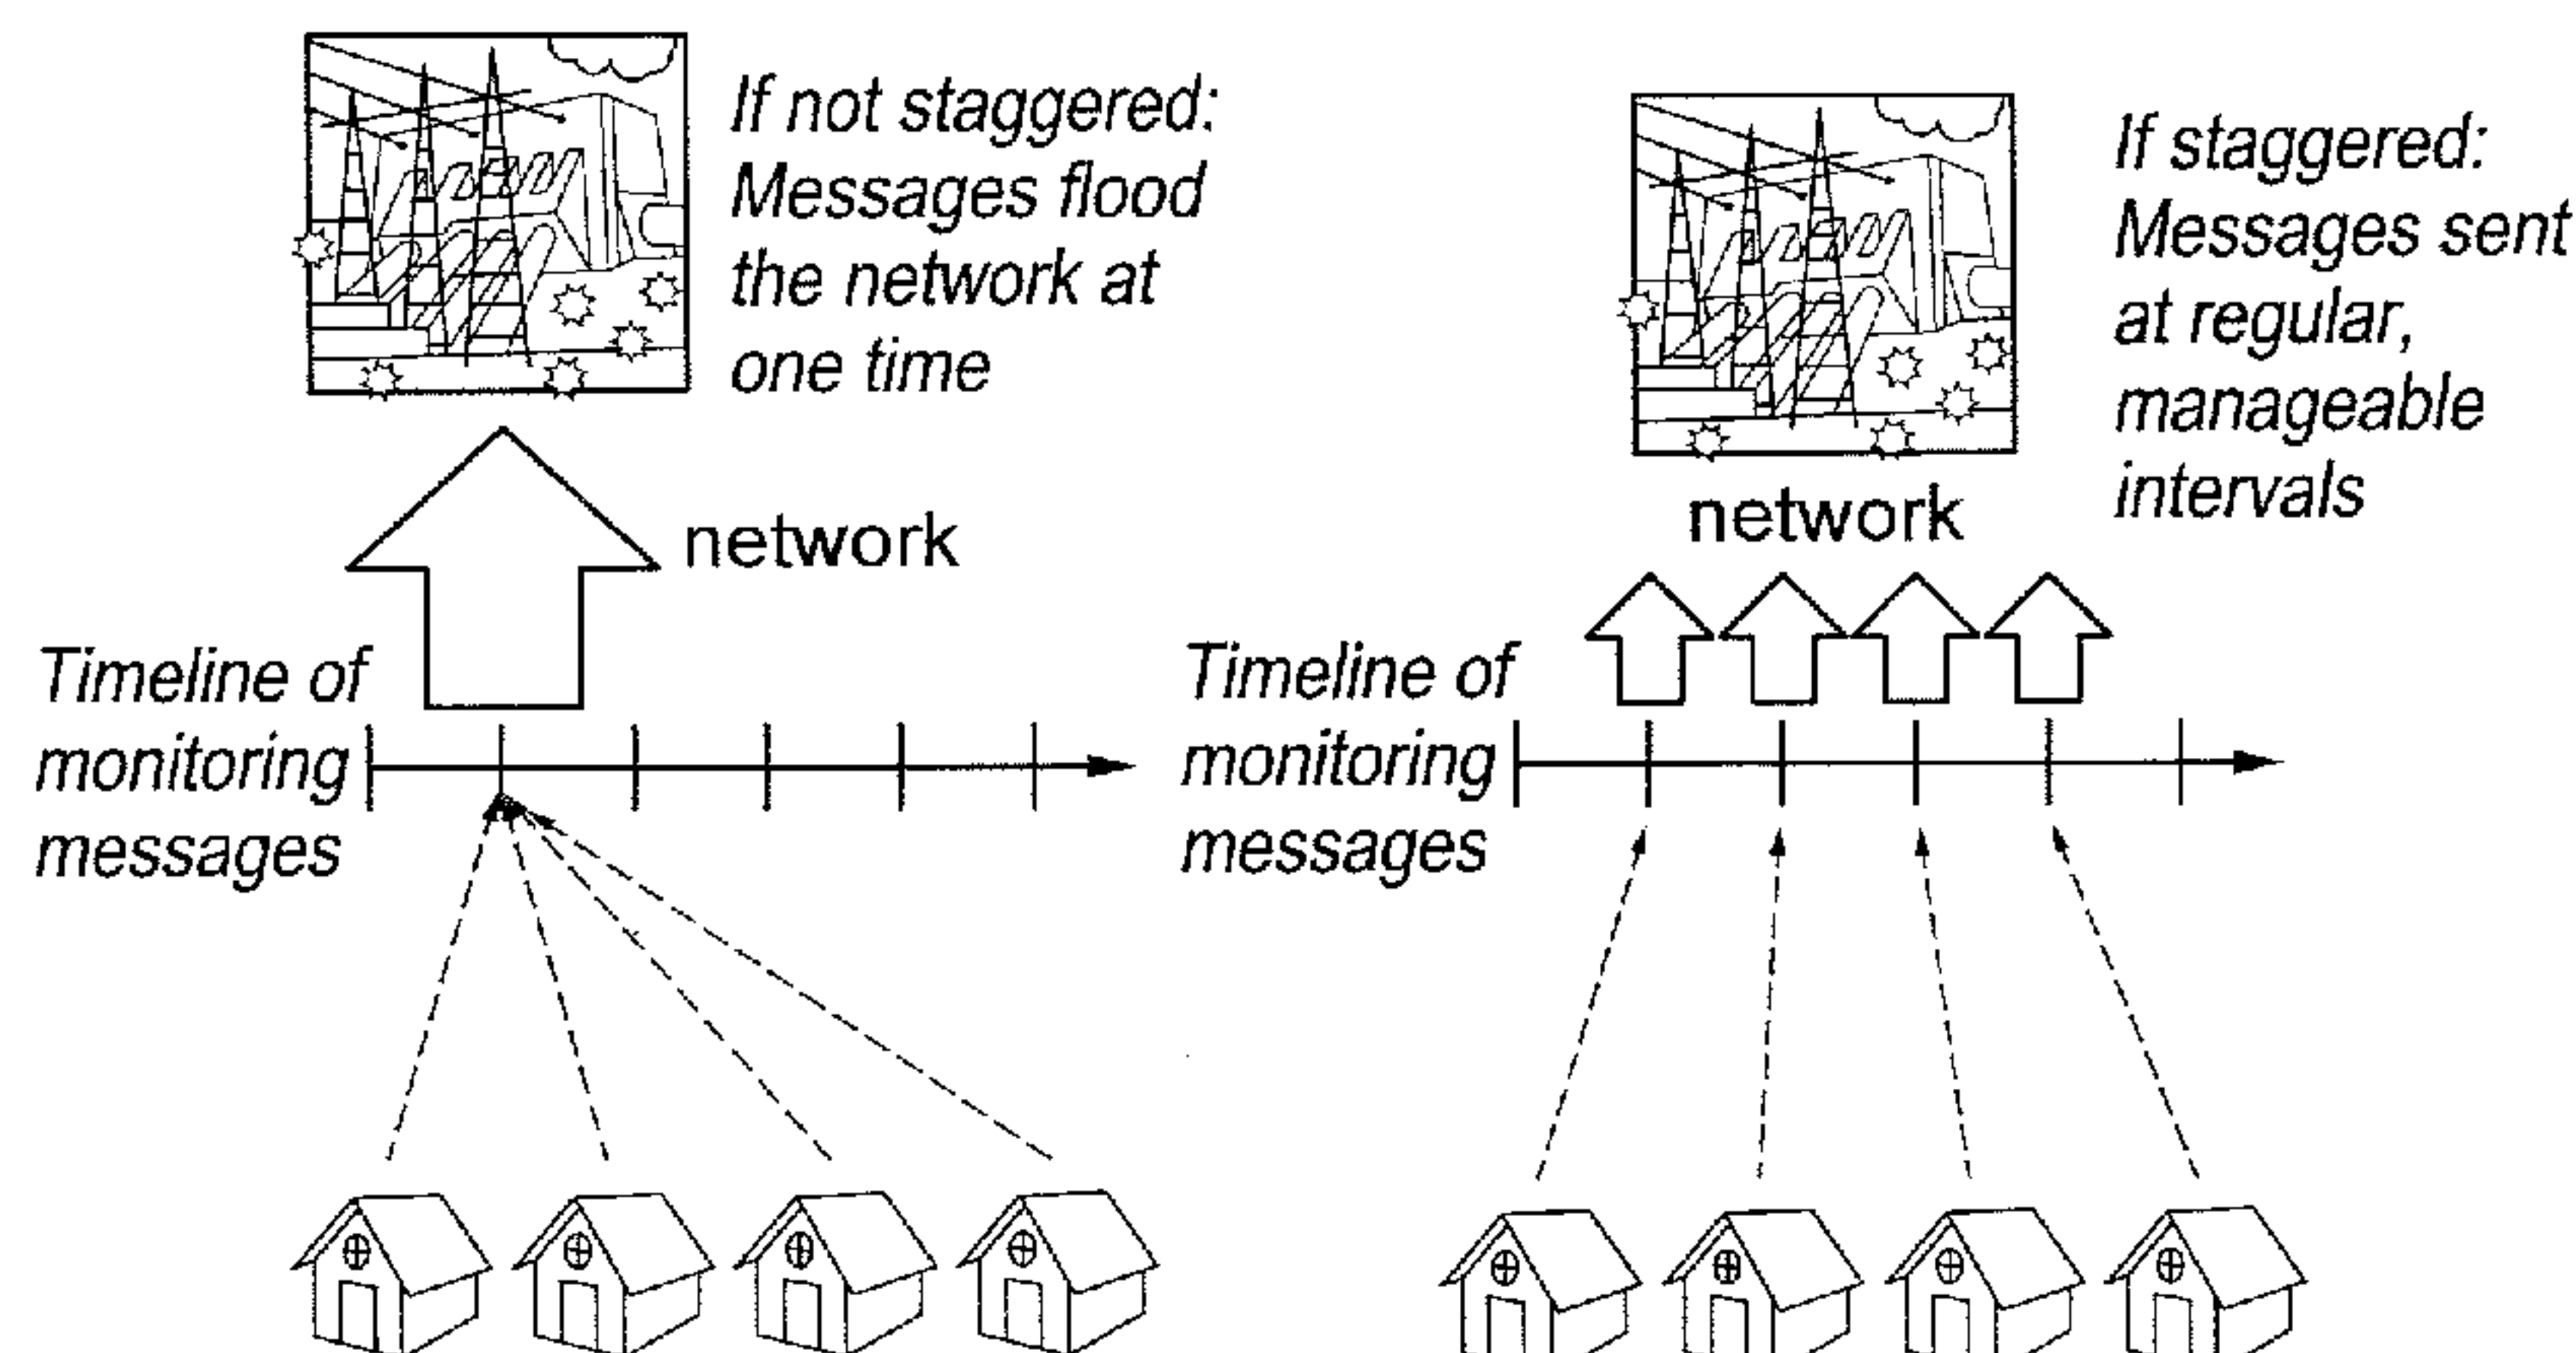 If not staggered:
Messages flood
the network at
one time
network
Timeline of
monitoring
messages
If staggered:
Messages sent
at regular,
manageable
intervals
network
Timeline of
monitoring
messages